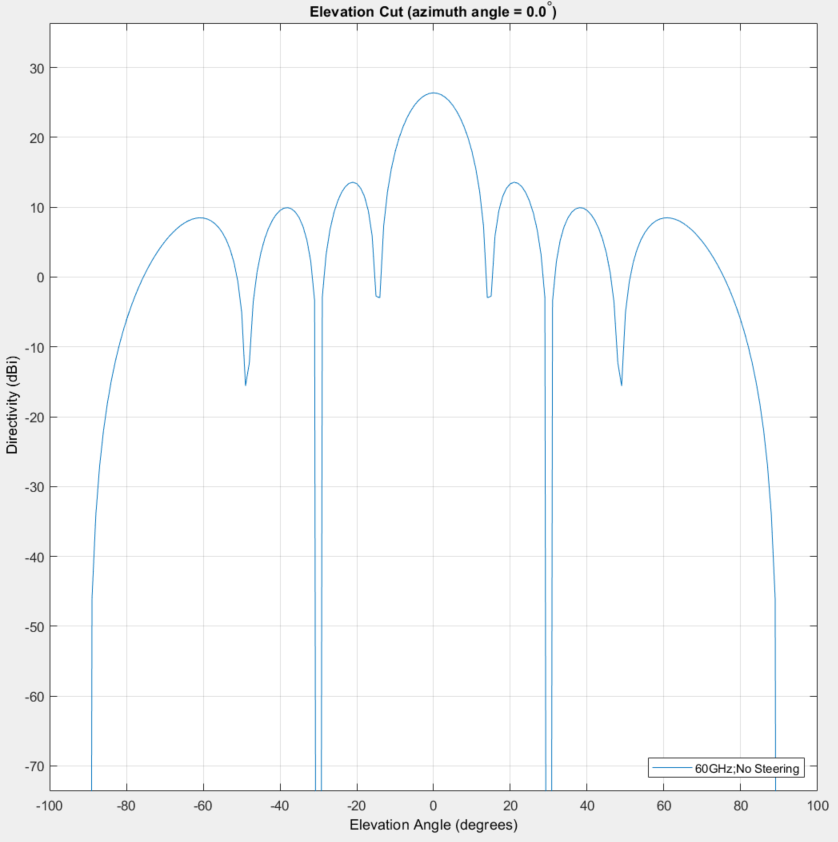 Elevation Cut (azimuth angle = 0.0°)
30
20
10
0
-10
-20
-30
-40
-50
-60
-70
Directivity (dBi)
60GHz;No Steering
-100 -80 -60 -40 -20 0 20 40 60 80 100
Elevation Angle (degrees)